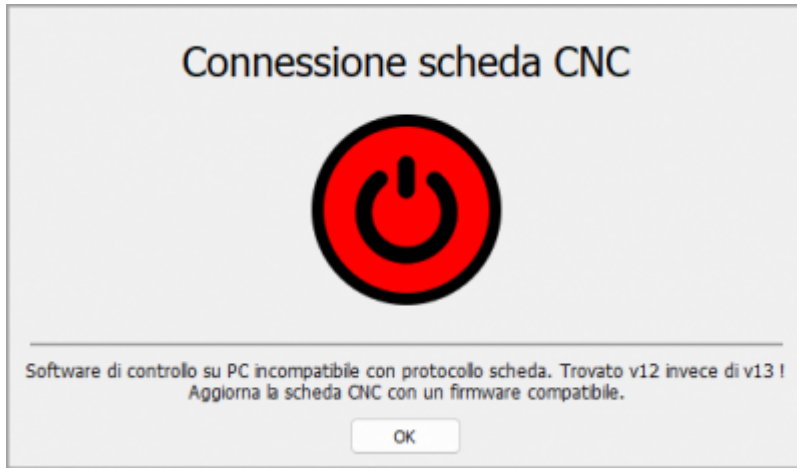 Connessione scheda CNC
Software di controllo su PC incompatibile con protocollo scheda. Trovato v12 invece di v13 !
Aggiorna la scheda CNC con un firmware compatibile.
OK